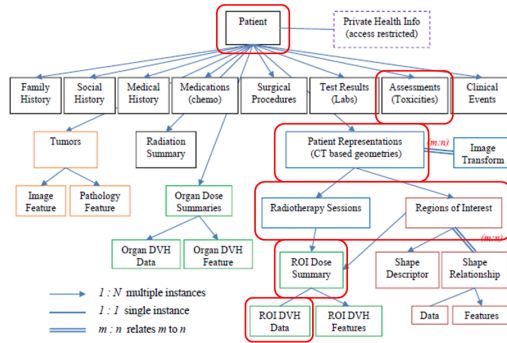 Patient
Private Health Info
(access restricted)
Family
History
Social
History
Medical
History
Medications
(chemo)
Surgical
Procedures
Test Results
(Labs)
Assessments
(Toxicities)
Clinical
Events
Tumors
Radiation
Summary
Patient Representations
(CT based geometries)
(m:n)
Image
Transform
Image
Feature
Pathology
Feature
Organ Dose
Summaries
Radiotherapy Sessions
Regions of Interest
(m:n)
Organ DVH
Data
Organ DVH
Feature
ROI Dose
Summary
Shape
Descriptor
Shape
Relationship
1 : N multiple instances
1 : 1 single instance
m : n relates m to n
ROI DVH
Data
ROI DVH
Features
Data
Features